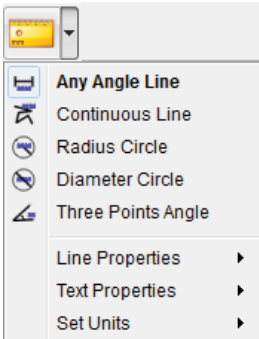 Any Angle Line
Continuous Line
Radius Circle
Diameter Circle
Three Points Angle
Line Properties
Text Properties
Set Units